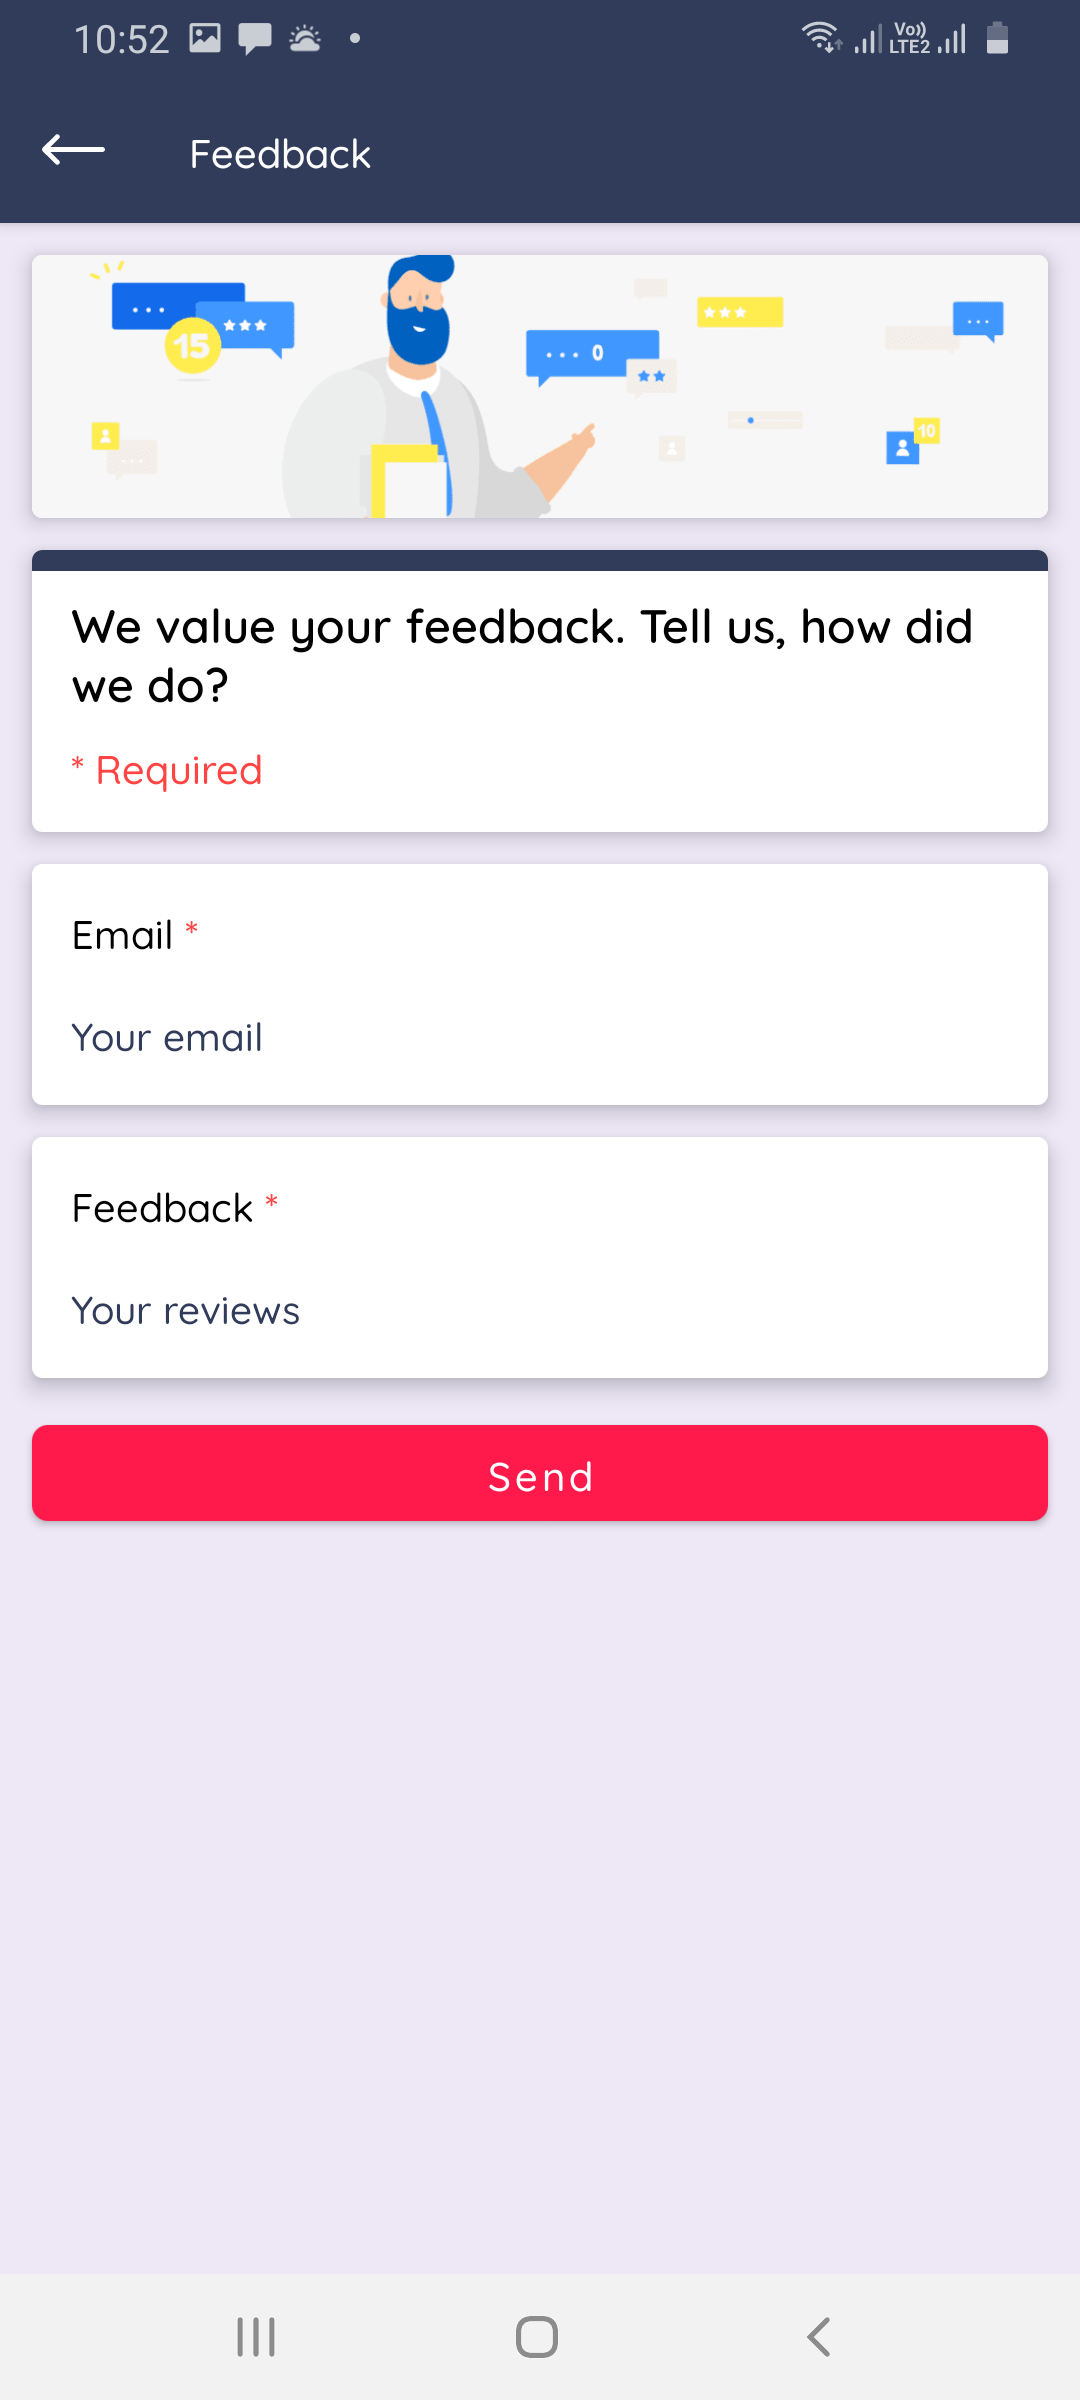 10:52
Vo))
LTE2
Feedback
15
0
10
We value your feedback. Tell us, how did
we do?
* Required
Email *
Your email
Feedback *
Your reviews
Send